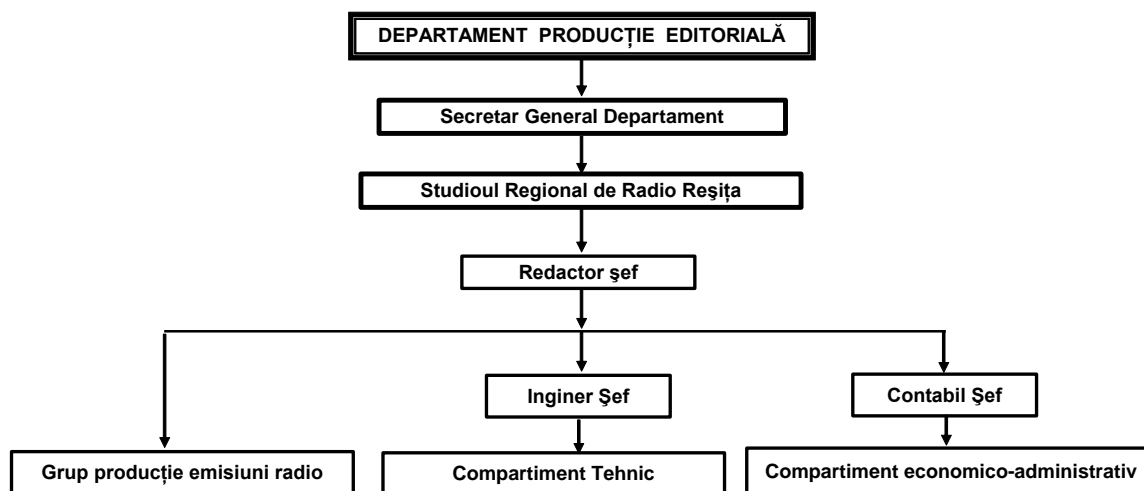 DEPARTAMENT PRODUCȚIE EDITORIALĂ
Secretar General Departament
Studioul Regional de Radio Reşița
Redactor şef
Inginer Şef
Contabil Şef
Grup producție emisiuni radio
Compartiment Tehnic
Compartiment economico-administrativ